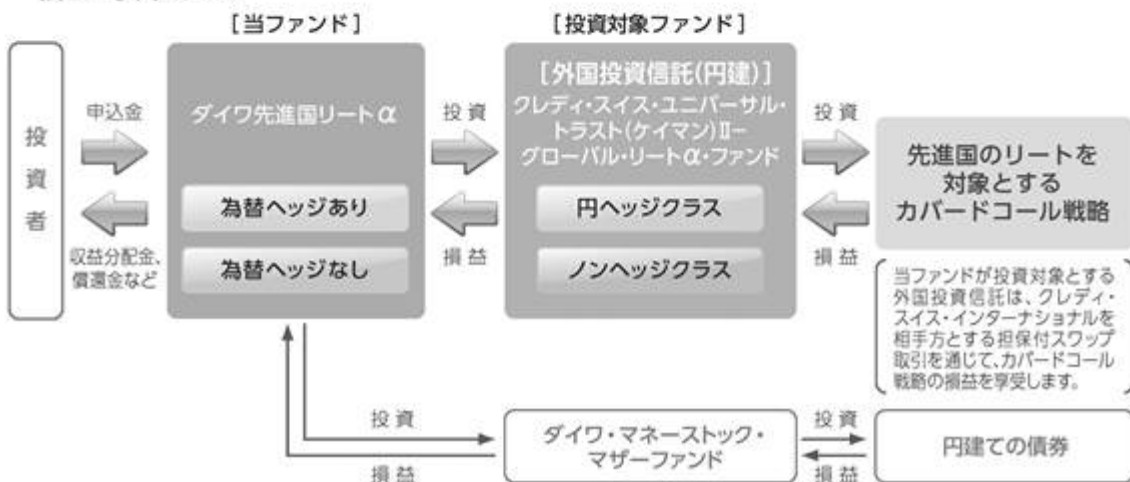 [当ファンド]
[投資対象ファンド]
投資者
申込金
収益分配金、
償還金など
ダイワ先進国リートα
為替ヘッジあり
為替ヘッジなし
投資
損益
[外国投資信託(円建)]
クレディ・スイス・ユニバーサル・
トラスト(ケイマン)Ⅱ－
グローバル・リートα・ファンド
円ヘッジクラス
ノンヘッジクラス
投資
損益
先進国のリートを
対象とする
カバードコール戦略
当ファンドが投資対象とする
外国投資信託は、クレディ・
スイス・インターナショナルを
相手方とする担保付スワップ
取引を通じて、カバードコール
戦略の損益を享受します。
投資
損益
ダイワ・マネーストック・
マザーファンド
投資
損益
円建ての債券